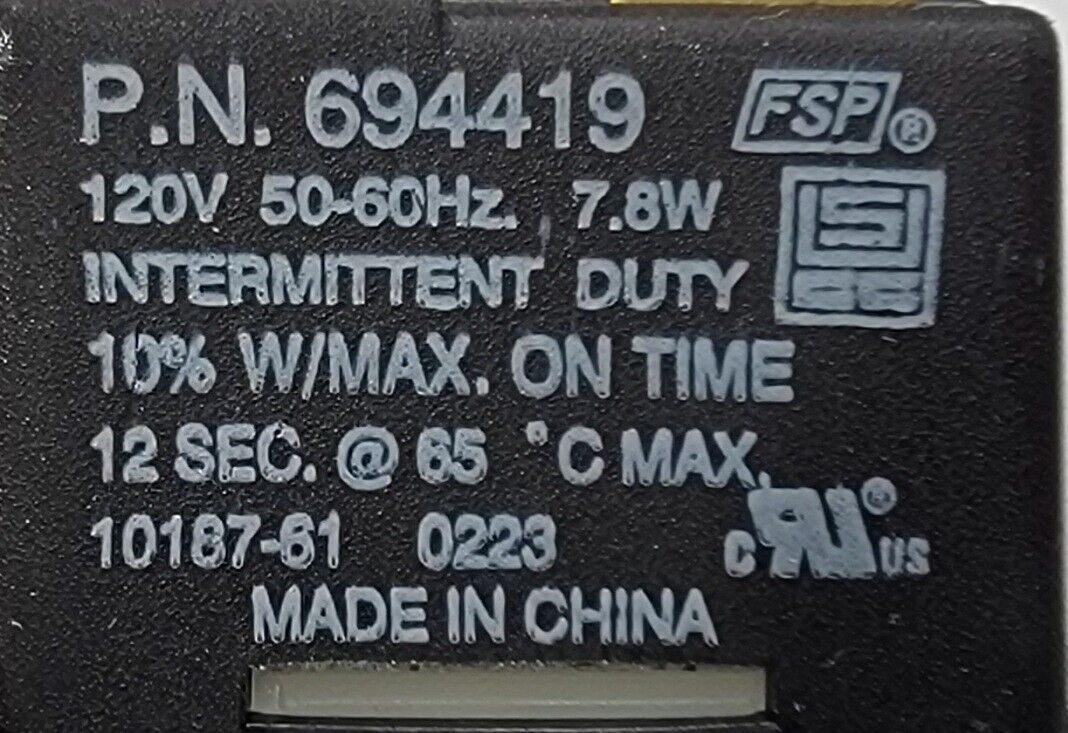 P.N. 694419 FSP ®
120V 50-60Hz. 7.8W
INTERMITTENT DUTY
10% W/MAX. ON TIME
12 SEC. @ 65 °C MAX.
10187-61 0223 C RU ® US
MADE IN CHINA